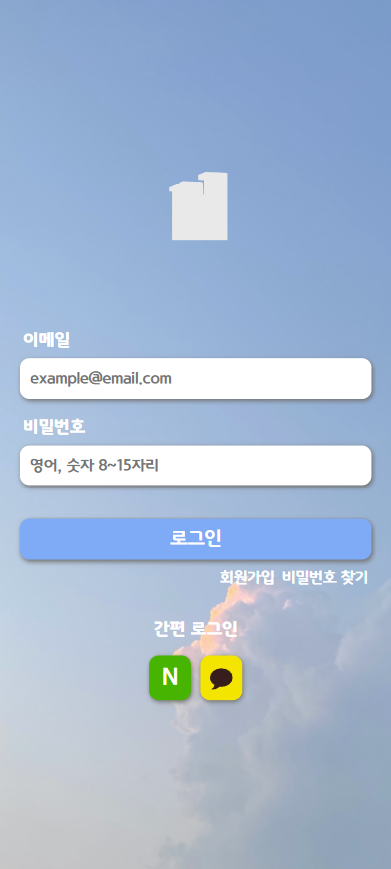 이메일
example@email.com
비밀번호
영어, 숫자 8~15자리
로그인
회원가입 비밀번호 찾기
간편 로그인
N